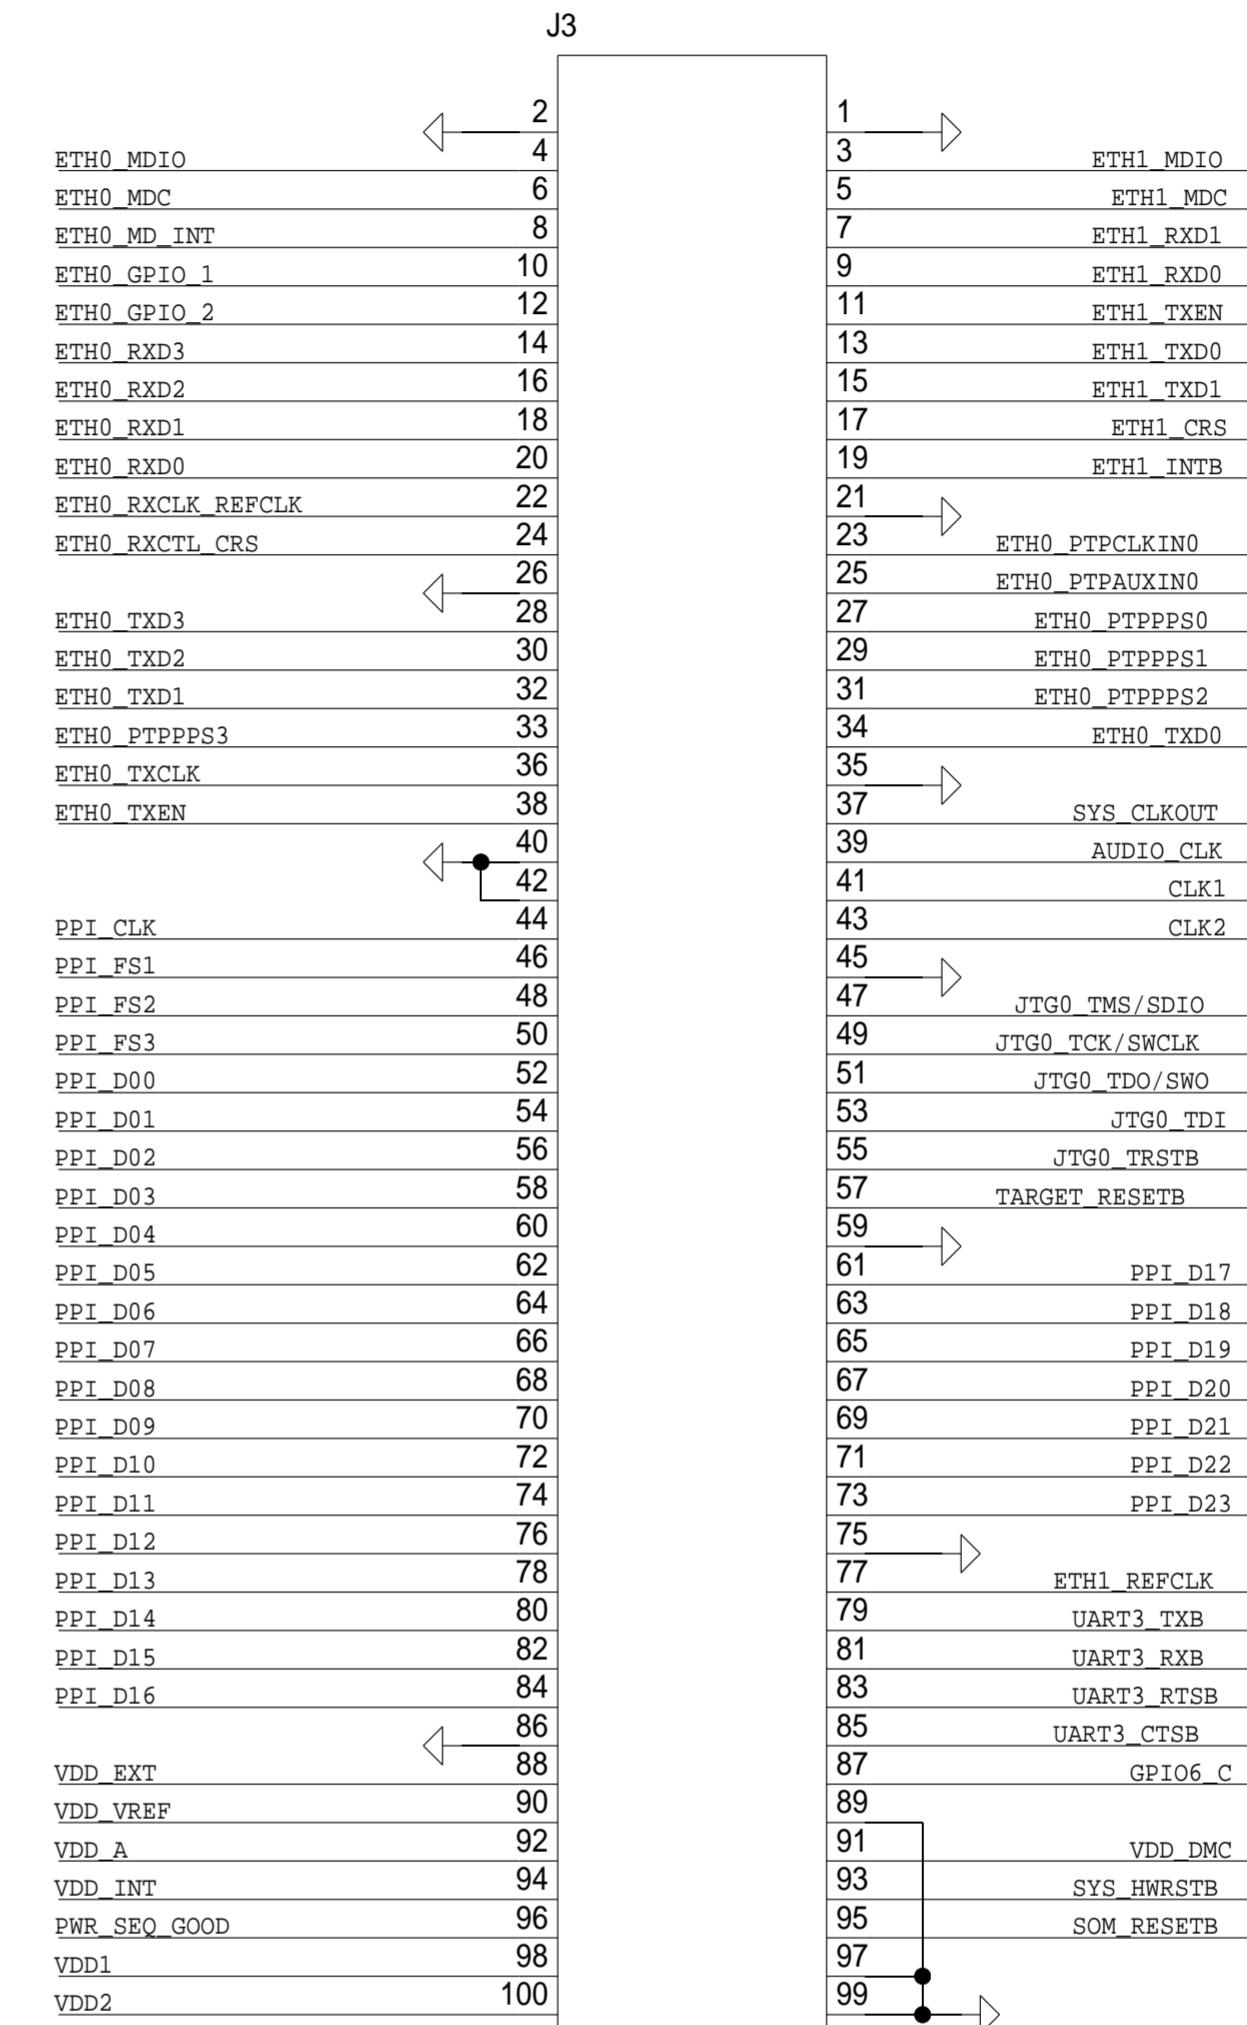 J3
2 1
ETH0_MDIO 4 3 ETH1_MDIO
ETH0_MDC 6 5 ETH1_MDC
ETH0_MD_INT 8 7 ETH1_RXD1
ETH0_GPIO_1 10 9 ETH1_RXD0
ETH0_GPIO_2 12 11 ETH1_TXEN
ETH0_RXD3 14 13 ETH1_TXD0
ETH0_RXD2 16 15 ETH1_TXD1
ETH0_RXD1 18 17 ETH1_CRS
ETH0_RXD0 20 19 ETH1_INTB
ETH0_RXCLK_REFCLK 22 21
ETH0_RXCTL_CRS 24 23 ETH0_PTPCLKIN0
26 25 ETH0_PTPAUXIN0
ETH0_TXD3 28 27 ETH0_PTPPPS0
ETH0_TXD2 30 29 ETH0_PTPPPS1
ETH0_TXD1 32 31 ETH0_PTPPPS2
ETH0_PTPPPS3 33 34 ETH0_TXD0
ETH0_TXCLK 36 35
ETH0_TXEN 38 37 SYS_CLKOUT
40 39 AUDIO_CLK
42 41 CLK1
PPI_CLK 44 43 CLK2
PPI_FS1 46 45
PPI_FS2 48 47 JTG0_TMS/SDIO
PPI_FS3 50 49 JTG0_TCK/SWCLK
PPI_D00 52 51 JTG0_TDO/SWO
PPI_D01 54 53 JTG0_TDI
PPI_D02 56 55 JTG0_TRSTB
PPI_D03 58 57 TARGET_RESETB
PPI_D04 60 59
PPI_D05 62 61 PPI_D17
PPI_D06 64 63 PPI_D18
PPI_D07 66 65 PPI_D19
PPI_D08 68 67 PPI_D20
PPI_D09 70 69 PPI_D21
PPI_D10 72 71 PPI_D22
PPI_D11 74 73 PPI_D23
PPI_D12 76 75
PPI_D13 78 77 ETH1_REFCLK
PPI_D14 80 79 UART3_TXB
PPI_D15 82 81 UART3_RXB
PPI_D16 84 83 UART3_RTSB
86 85 UART3_CTSB
VDD_EXT 88 87 GPIO6_C
VDD_VREF 90 89
VDD_A 92 91 VDD_DMC
VDD_INT 94 93 SYS_HWRSTB
PWR_SEQ_GOOD 96 95 SOM_RESETB
VDD1 98 97
VDD2 100 99